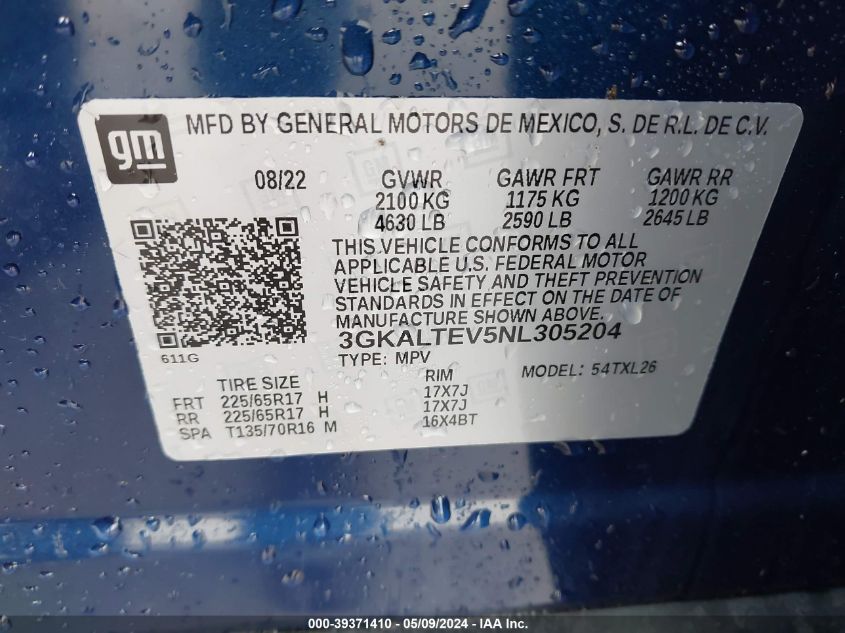 gm
MFD BY GENERAL MOTORS DE MEXICO, S. DE R.L. DE C.V.
08/22 GVWR GAWR FRT GAWR RR
2100 KG 1175 KG 1200 KG
4630 LB 2590 LB 2645 LB
THIS VEHICLE CONFORMS TO ALL
APPLICABLE U.S. FEDERAL MOTOR
VEHICLE SAFETY AND THEFT PREVENTION
STANDARDS IN EFFECT ON THE DATE OF
MANUFACTURE SHOWN ABOVE.
3GKALTEV5NL305204
611G TYPE: MPV MODEL: 54TXL26
TIRE SIZE RIM
FRT 225/65R17 H 17X7J
RR 225/65R17 H 17X7J
SPA T135/70R16 M 16X4BT
000-39371410 - 05/09/2024 - IAA Inc.